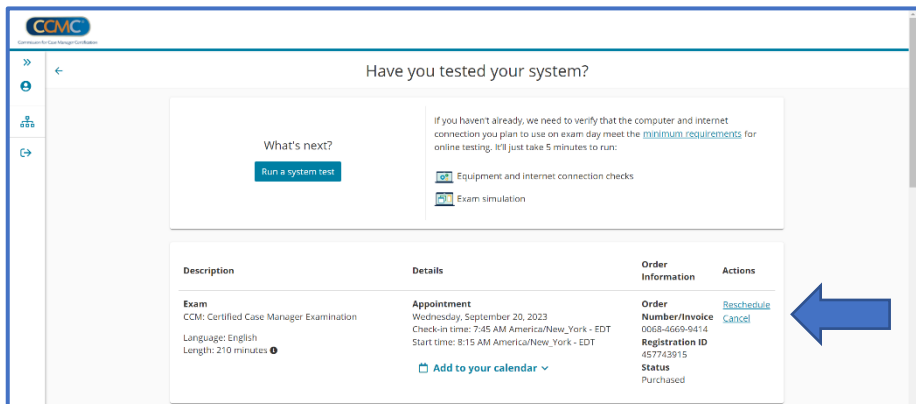 CCMC
Commission for Case Manager Certification
Have you tested your system?
What's next?
Run a system test
If you haven't already, we need to verify that the computer and internet
connection you plan to use on exam day meet the minimum requirements for
online testing. It'll just take 5 minutes to run:
Equipment and internet connection checks
Exam simulation
Description
Details
Order
Information
Actions
Exam
CCM: Certified Case Manager Examination
Language: English
Length: 210 minutes
Appointment
Wednesday, September 20, 2023
Check-in time: 7:45 AM America/New_York - EDT
Start time: 8:15 AM America/New_York - EDT
Add to your calendar
Order
Number/Invoice
0068-4669-9414
Registration ID
457743915
Status
Purchased
Reschedule
Cancel